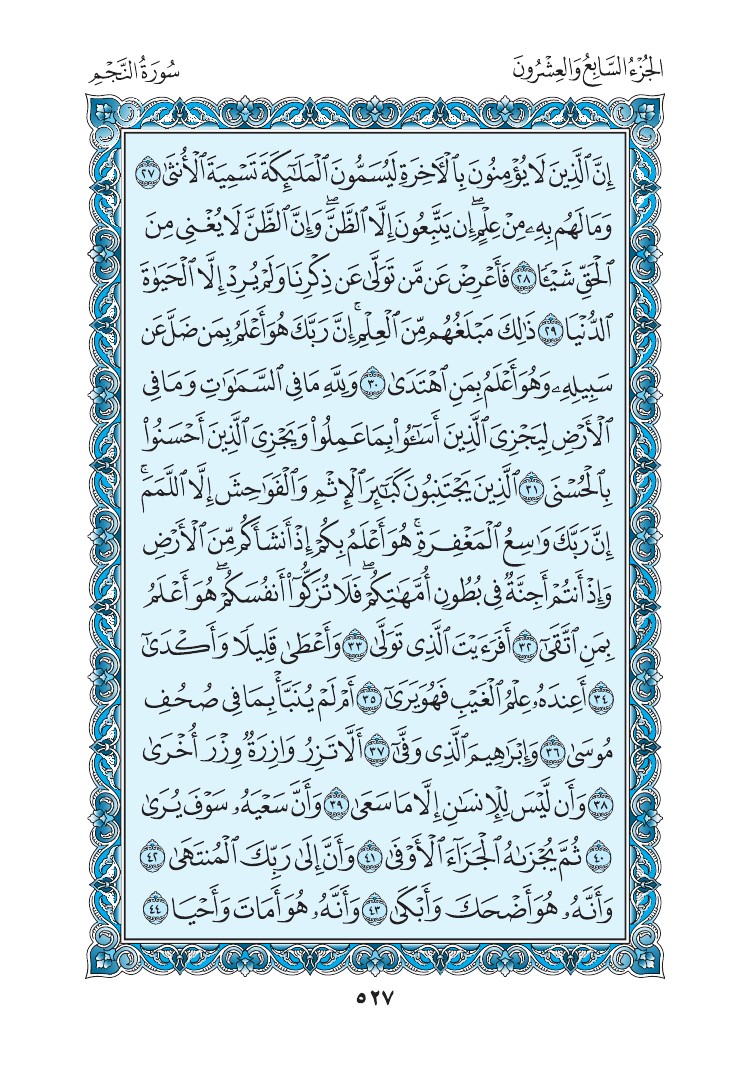 الجُزْءُ السَّابِعُ وَالعِشْرُونَ
سُورَةُ النَّجْمِ
إِنَّ ٱلَّذِينَ لَا يُؤْمِنُونَ بِٱلْأَخِرَةِ لَيُسَمُّونَ ٱلْمَلَٰٓئِكَةَ تَسْمِيَةَ ٱلْأُنثَىٰ ٢٧
وَمَا لَهُم بِهِۦ مِنْ عِلْمٍ ۖ إِن يَتَّبِعُونَ إِلَّا ٱلظَّنَّ ۖ وَإِنَّ ٱلظَّنَّ لَا يُغْنِى مِنَ
ٱلْحَقِّ شَيْـًٔا ٢٨ فَأَعْرِضْ عَن مَّن تَوَلَّىٰ عَن ذِكْرِنَا وَلَمْ يُرِدْ إِلَّا ٱلْحَيَوٰةَ
ٱلدُّنْيَا ٢٩ ذَٰلِكَ مَبْلَغُهُم مِّنَ ٱلْعِلْمِ ۚ إِنَّ رَبَّكَ هُوَ أَعْلَمُ بِمَن ضَلَّ عَن
سَبِيلِهِۦ وَهُوَ أَعْلَمُ بِمَنِ ٱهْتَدَىٰ ٣٠ وَلِلَّهِ مَا فِى ٱلسَّمَٰوَٰتِ وَمَا فِى
ٱلْأَرْضِ لِيَجْزِىَ ٱلَّذِينَ أَسَٰٓـُٔوا۟ بِمَا عَمِلُوا۟ وَيَجْزِىَ ٱلَّذِينَ أَحْسَنُوا۟
بِٱلْحُسْنَى ٣١ ٱلَّذِينَ يَجْتَنِبُونَ كَبَٰٓئِرَ ٱلْإِثْمِ وَٱلْفَوَٰحِشَ إِلَّا ٱللَّمَمَ ۚ
إِنَّ رَبَّكَ وَٰسِعُ ٱلْمَغْفِرَةِ ۚ هُوَ أَعْلَمُ بِكُمْ إِذْ أَنشَأَكُم مِّنَ ٱلْأَرْضِ
وَإِذْ أَنتُمْ أَجِنَّةٌ فِى بُطُونِ أُمَّهَٰتِكُمْ ۖ فَلَا تُزَكُّوٓا۟ أَنفُسَكُمْ ۖ هُوَ أَعْلَمُ
بِمَنِ ٱتَّقَىٰٓ ٣٢ أَفَرَءَيْتَ ٱلَّذِى تَوَلَّىٰ ٣٣ وَأَعْطَىٰ قَلِيلًا وَأَكْدَىٰٓ
٣٤ أَعِندَهُۥ عِلْمُ ٱلْغَيْبِ فَهُوَ يَرَىٰٓ ٣٥ أَمْ لَمْ يُنَبَّأْ بِمَا فِى صُحُفِ
مُوسَىٰ ٣٦ وَإِبْرَٰهِيمَ ٱلَّذِى وَفَّىٰٓ ٣٧ أَلَّا تَزِرُ وَازِرَةٌ وِزْرَ أُخْرَىٰ
٣٨ وَأَن لَّيْسَ لِلْإِنسَٰنِ إِلَّا مَا سَعَىٰ ٣٩ وَأَنَّ سَعْيَهُۥ سَوْفَ يُرَىٰ
٤٠ ثُمَّ يُجْزَىٰهُ ٱلْجَزَآءَ ٱلْأَوْفَىٰ ٤١ وَأَنَّ إِلَىٰ رَبِّكَ ٱلْمُنتَهَىٰ ٤٢
وَأَنَّهُۥ هُوَ أَضْحَكَ وَأَبْكَىٰ ٤٣ وَأَنَّهُۥ هُوَ أَمَاتَ وَأَحْيَا ٤٤
٥٢٧